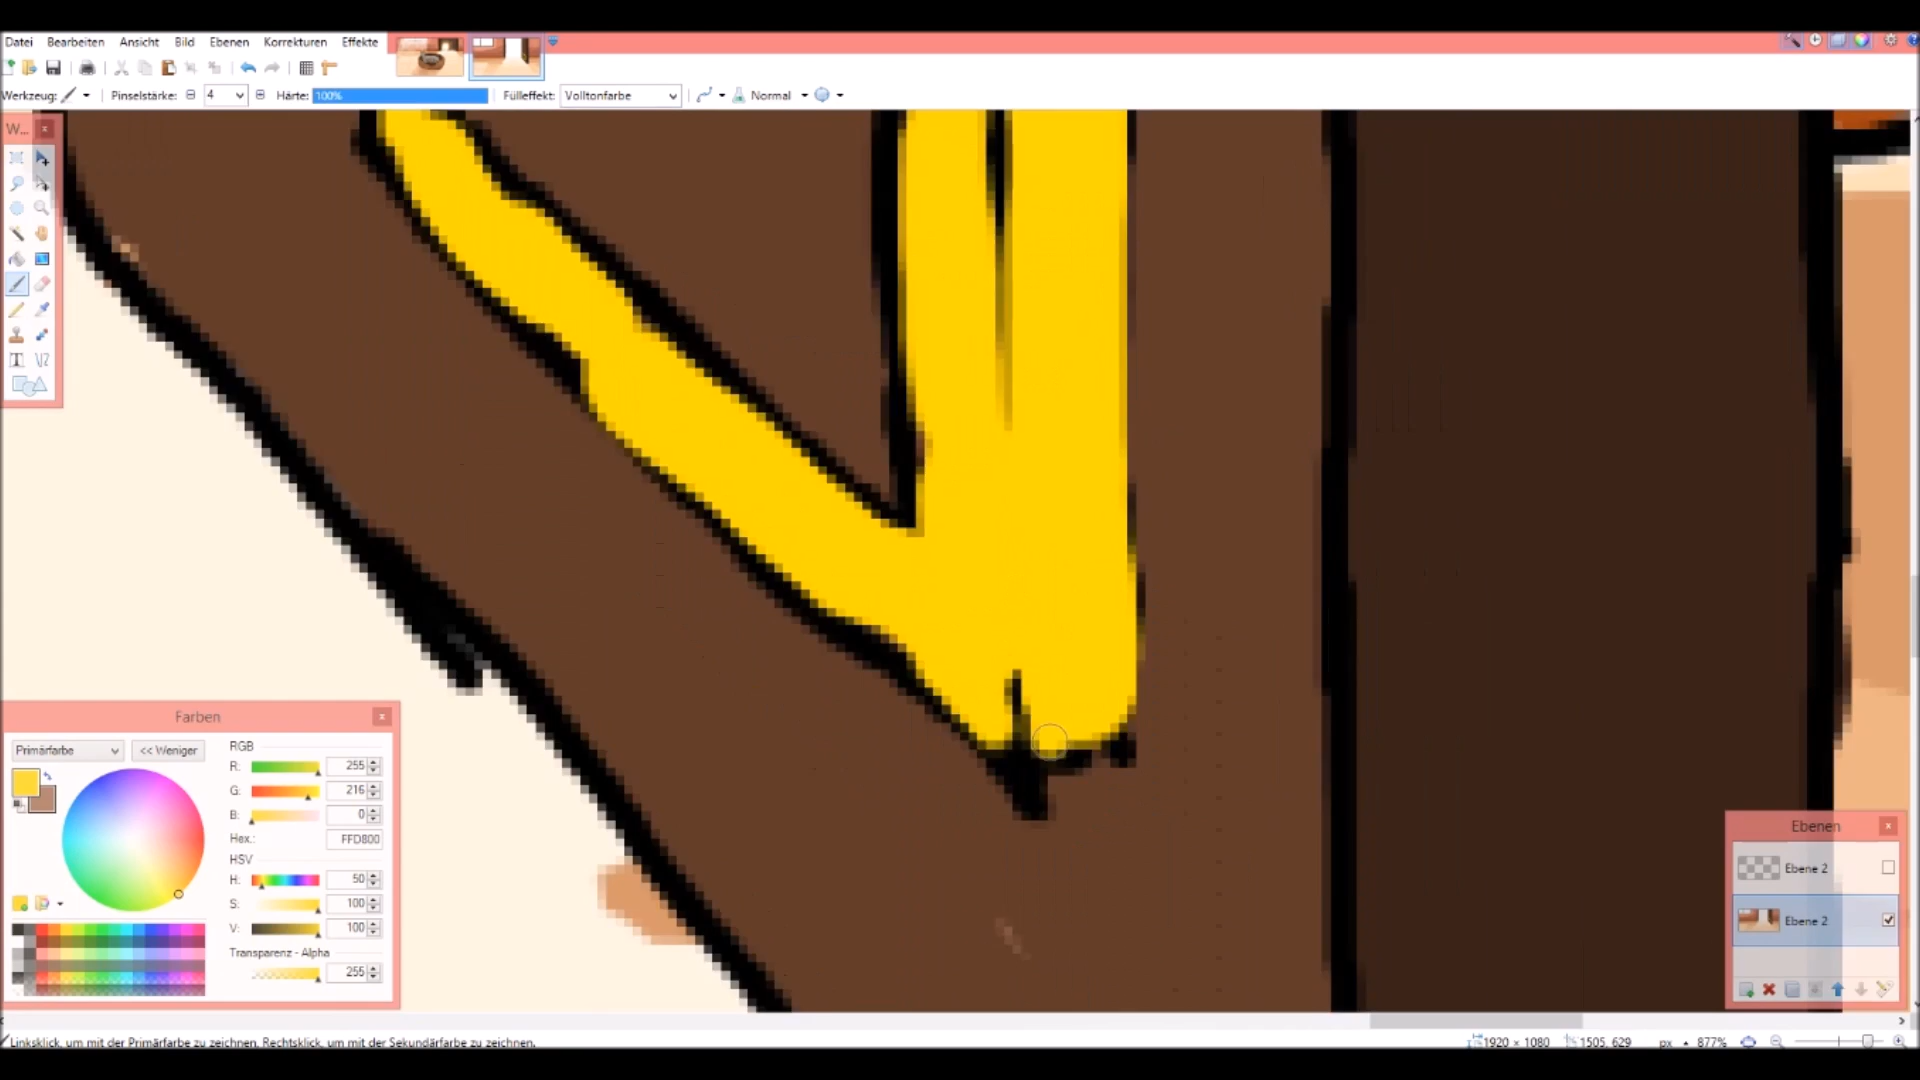 Datei Bearbeiten Ansicht Bild Ebenen Korrekturen Effekte
Werkzeug: Pinselstärke: 4 Härte: 100% Fülleffekt: Volltonfarbe Normal
W...
Farben
Primärfarbe << Weniger
RGB
R: 255
G: 216
B: 0
Hex.: FFD800
HSV
H: 50
S: 100
V: 100
Transparenz - Alpha
255
Ebenen
Ebene 2
Ebene 2
Linksklick, um mit der Primärfarbe zu zeichnen, Rechtsklick, um mit der Sekundärfarbe zu zeichnen.
1920 × 1080 1505, 629 px 877%